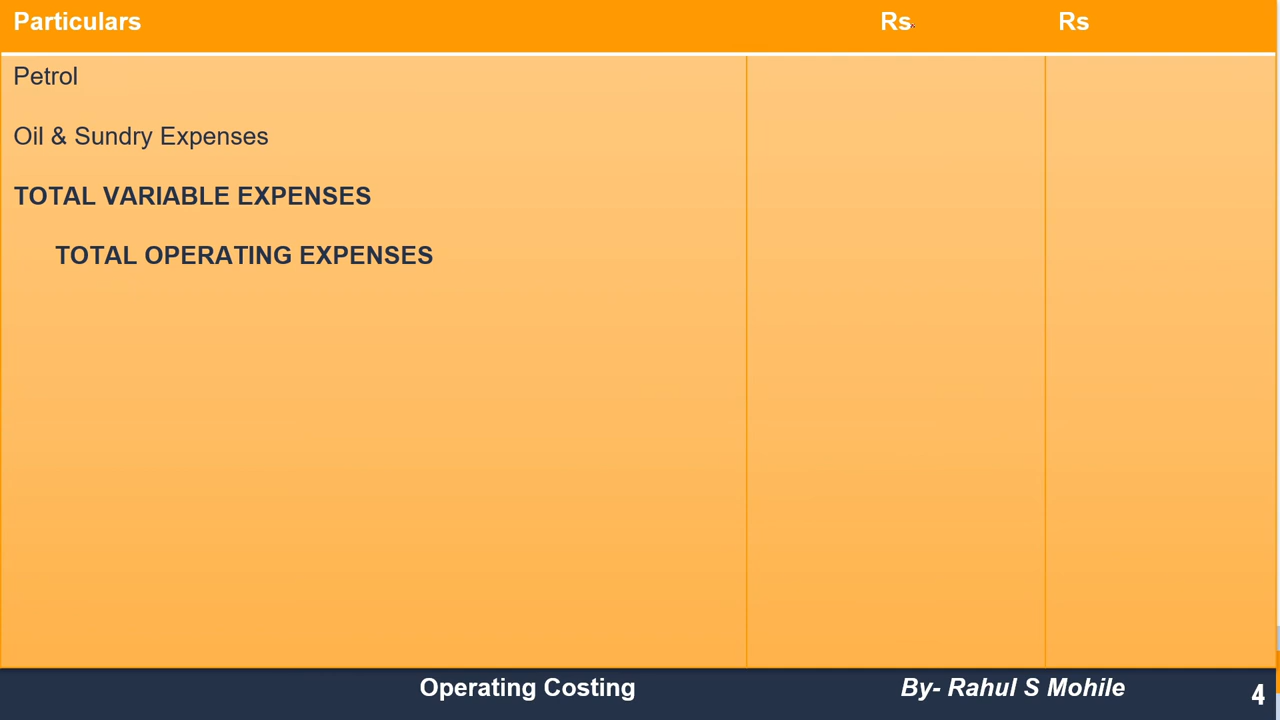 Particulars Rs. Rs
Petrol
Oil & Sundry Expenses
TOTAL VARIABLE EXPENSES
TOTAL OPERATING EXPENSES
Operating Costing By- Rahul S Mohile 4